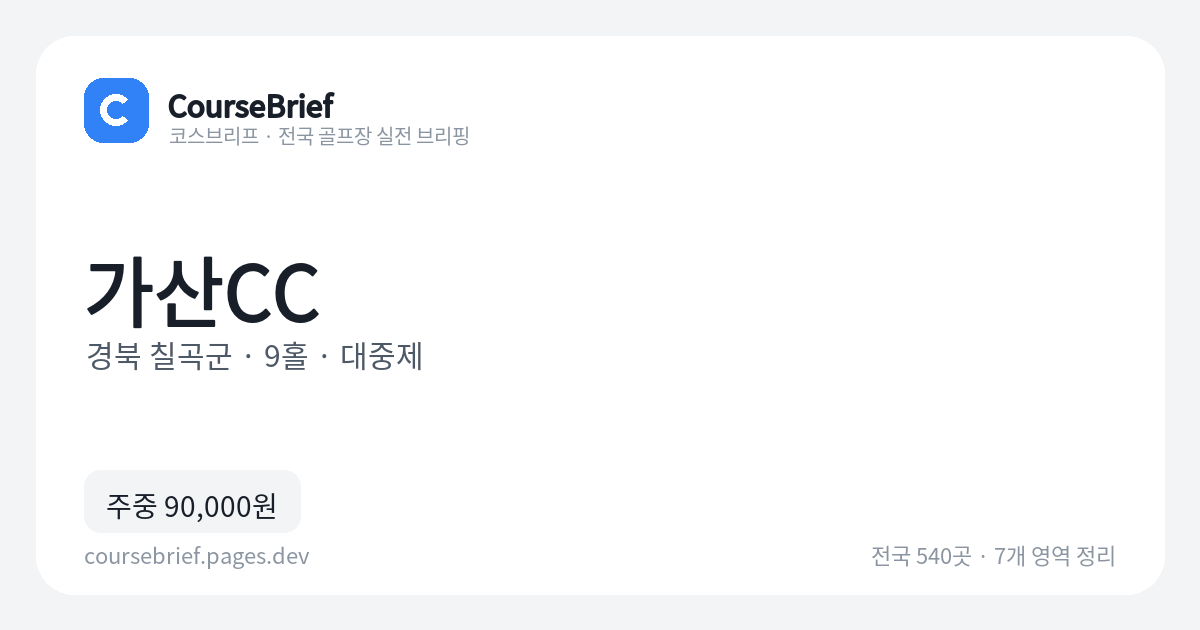 CourseBrief
코스브리프 · 전국 골프장 실전 브리핑
가산CC
경북 칠곡군 · 9홀 · 대중제
주중 90,000원
coursebrief.pages.dev
전국 540곳 · 7개 영역 정리